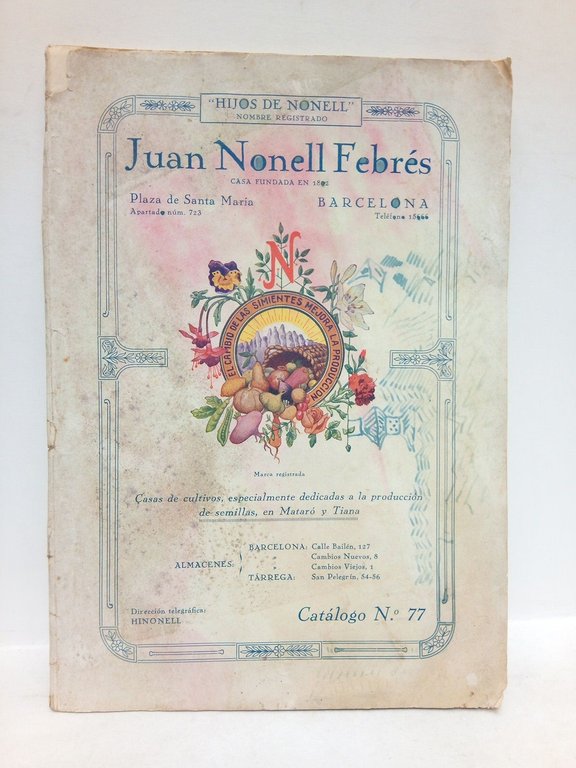 "HIJOS DE NONELL"
NOMBRE REGISTRADO
Juan Nonell Febrés
CASA FUNDADA EN
Plaza de Santa María BARCELONA
Apartado núm. 723 Teléfono
N
EL CAMBIO DE LAS SIMIENTES MEJORA LA PRODUCCION
Marca registrada
Casas de cultivos, especialmente dedicadas a la producción
de semillas, en Mataró y Tiana
ALMACENES:
BARCELONA: Calle Bailén, 127
" Cambios Nuevos, 8
" Cambios Viejos, 1
TÁRREGA: San Pelegrín, 54-56
Dirección telegráfica:
HINONELL
Catálogo N.º 77